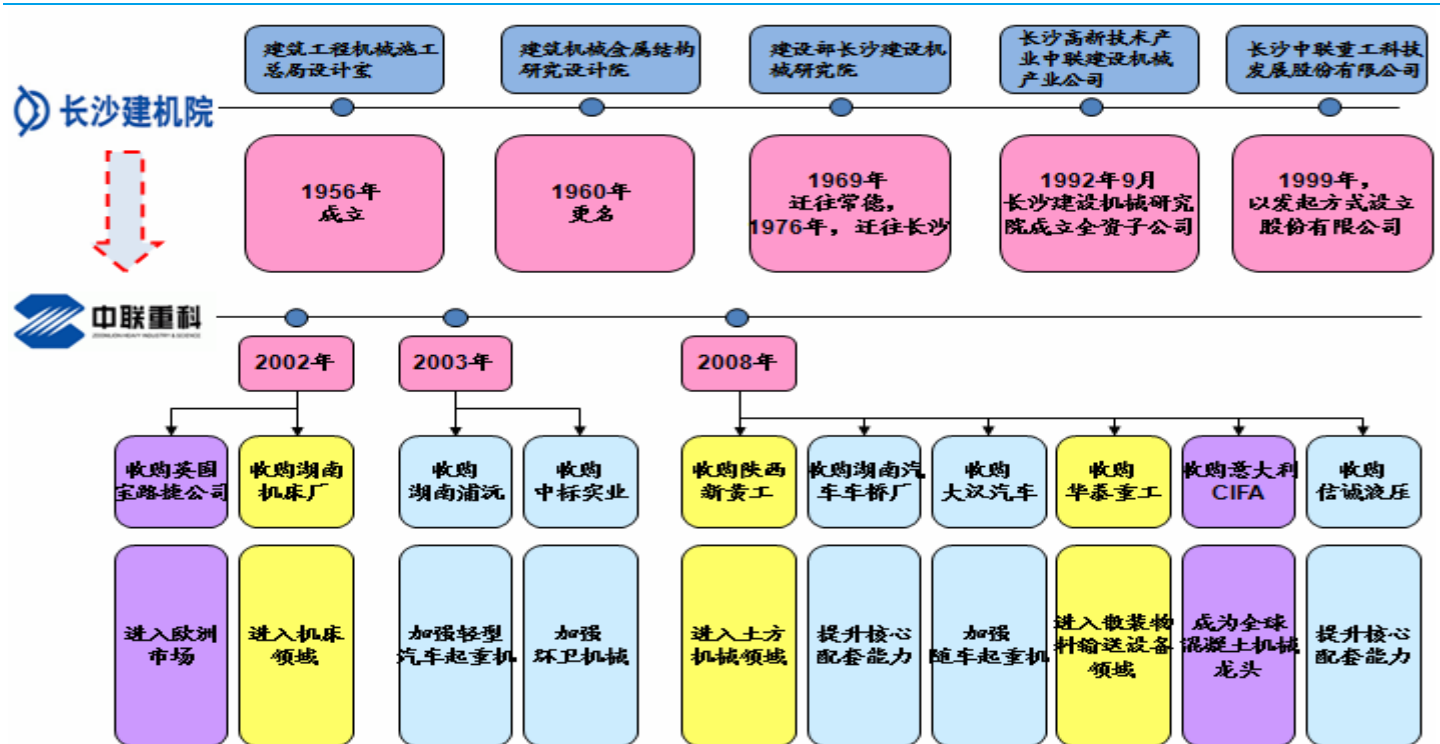 建筑工程机械施工
总局设计室
建筑机械金属结构
研究设计院
建设部长沙建设机
械研究院
长沙高新技术产
业中联建设机械
产业公司
长沙中联重工科技
发展股份有限公司
长沙建机院
1956年
成立
1960年
更名
1969年
迁往常德，
1976年，迁往长沙
1992年9月
长沙建设机械研究
院成立全资子公司
1999年，
以发起方式设立
股份有限公司
中联重科
ZOOMLION HEAVY INDUSTRY & SCIENCE
2002年
2003年
2008年
收购英国
宝路捷公司
收购湖南
机床厂
收购
湖南浦沅
收购
中标实业
收购陕西
新黄工
收购湖南汽
车车桥厂
收购
大汉汽车
收购
华泰重工
收购意大利
CIFA
收购
信诚液压
进入欧洲
市场
进入机床
领域
加强轻型
汽车起重机
加强
环卫机械
进入土方
机械领域
提升核心
配套能力
加强
随车起重机
进入散装物
料输送设备
领域
成为全球
混凝土机械
龙头
提升核心
配套能力